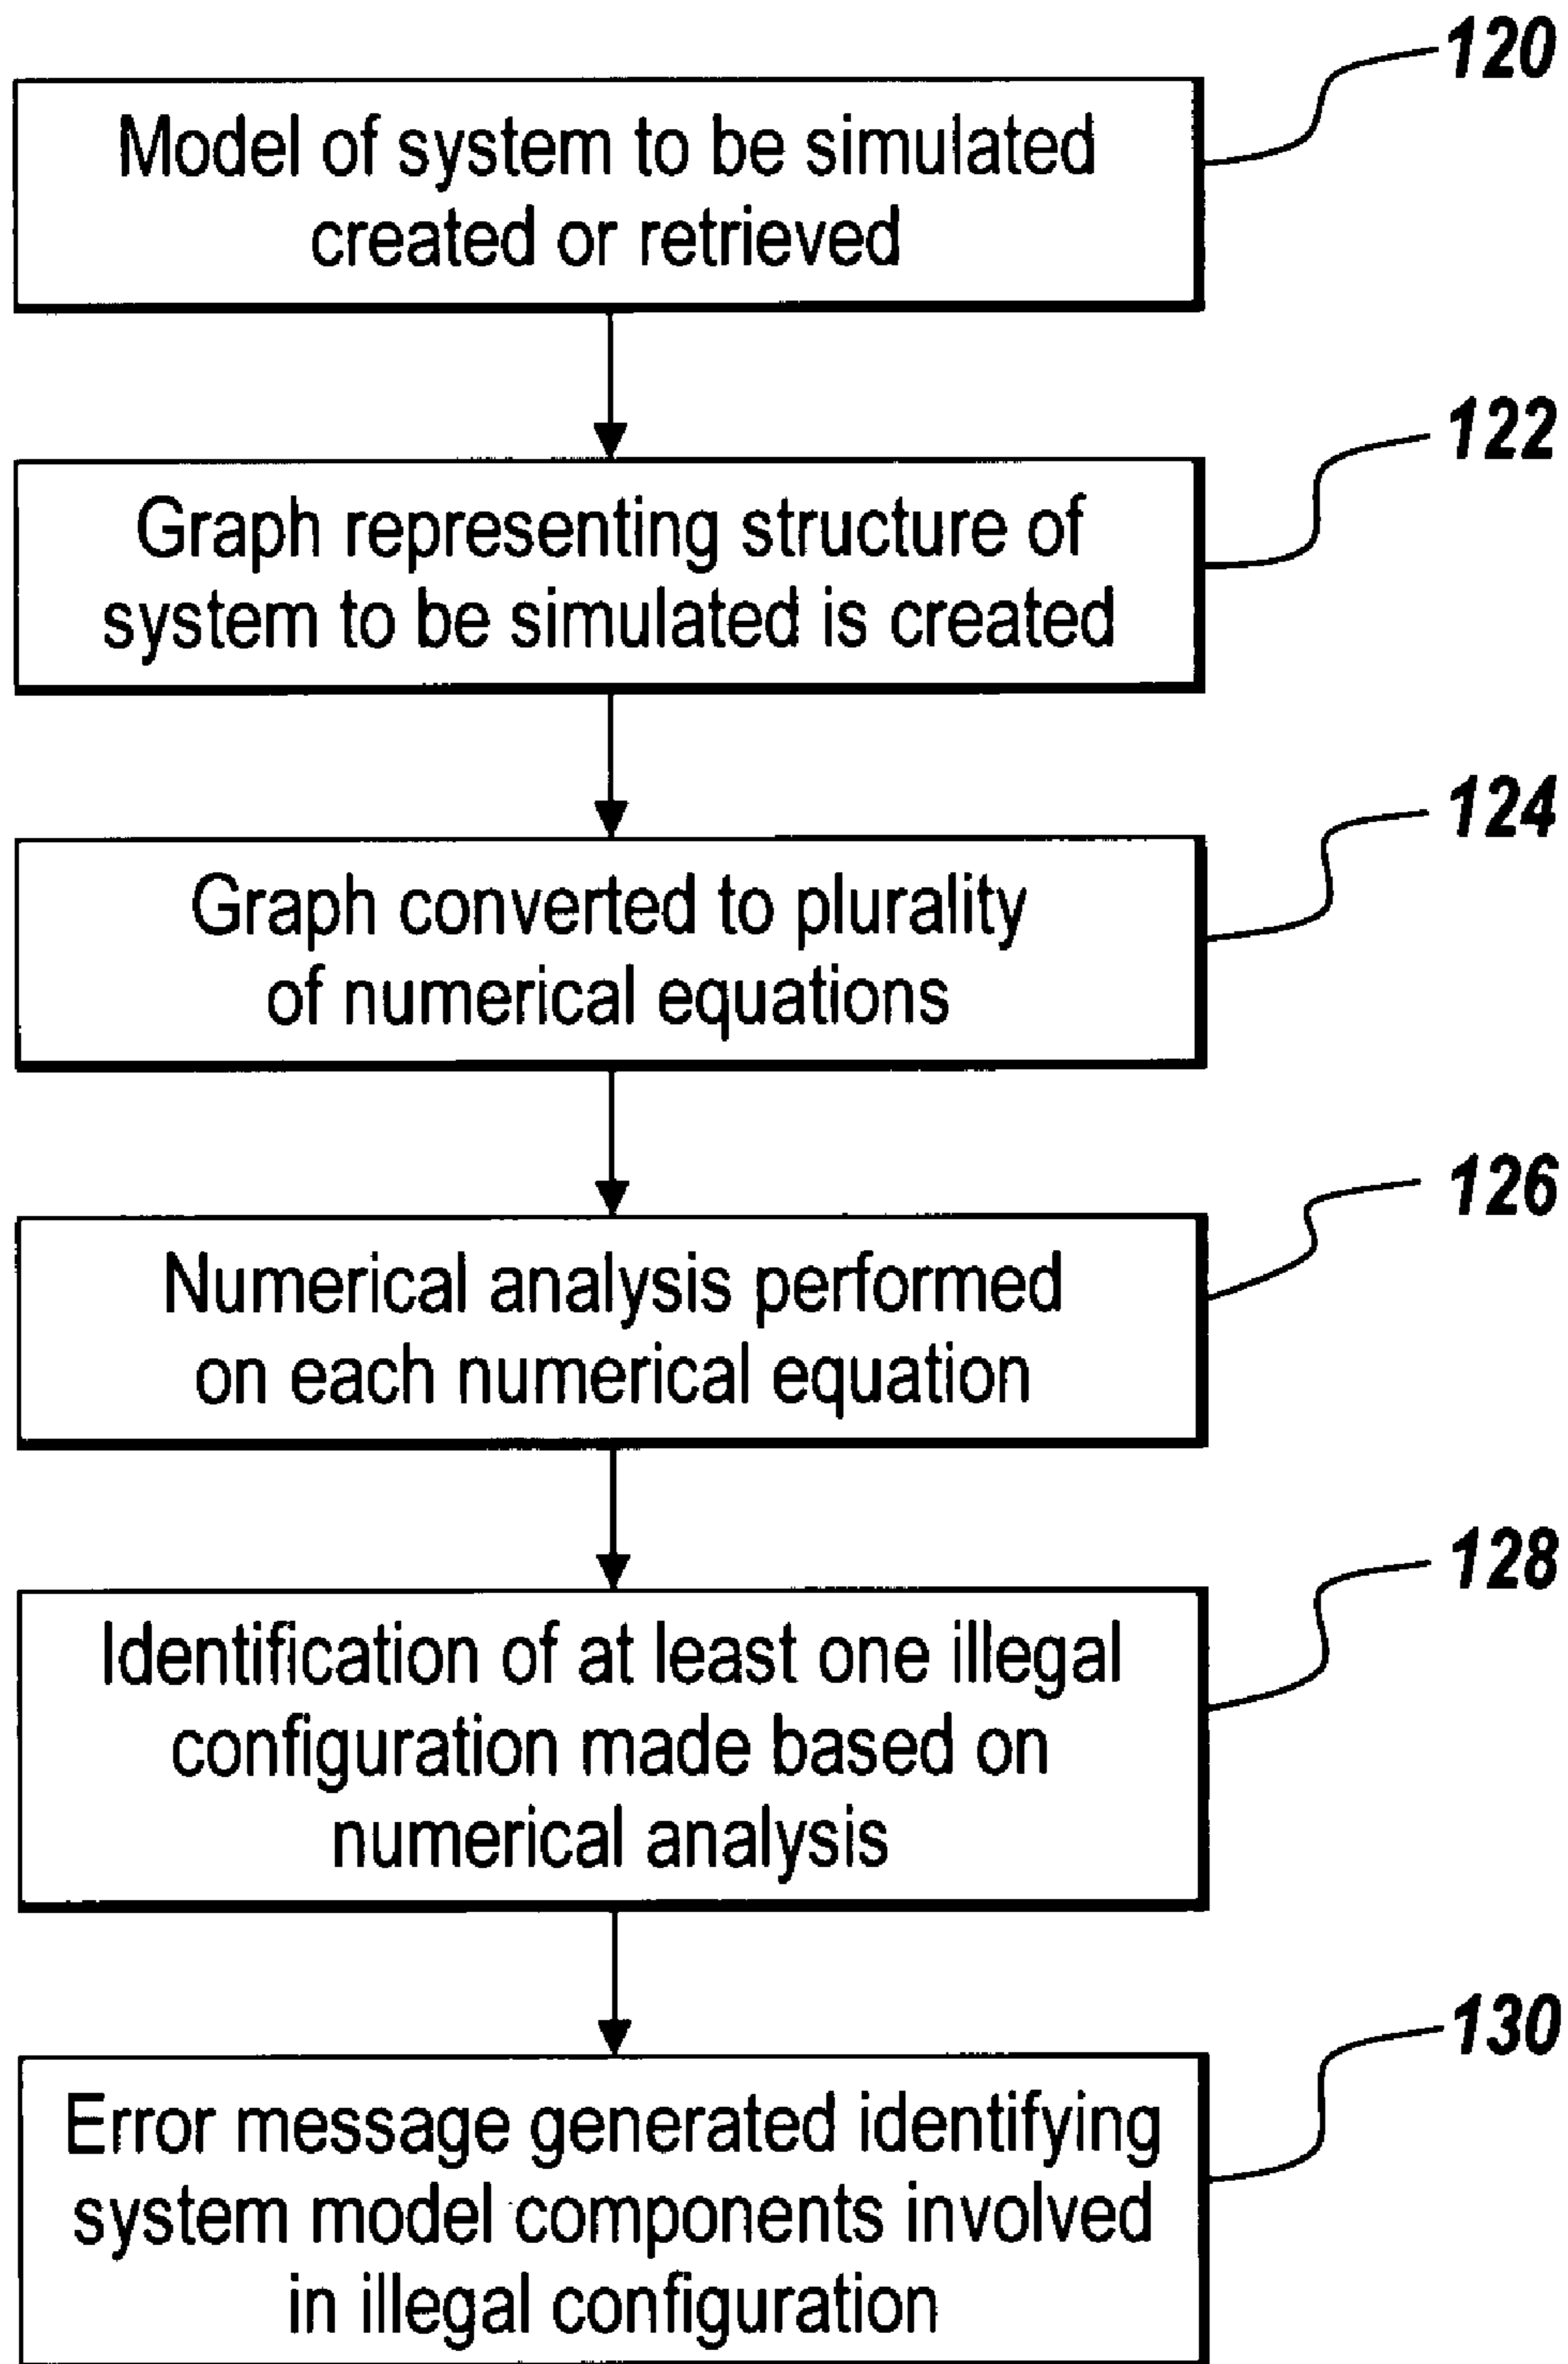 120
Model of system to be simulated
created or retrieved
122
Graph representing structure of
system to be simulated is created
124
Graph converted to plurality
of numerical equations
126
Numerical analysis performed
on each numerical equation
128
Identification of at least one illegal
configuration made based on
numerical analysis
130
Error message generated identifying
system model components involved
in illegal configuration